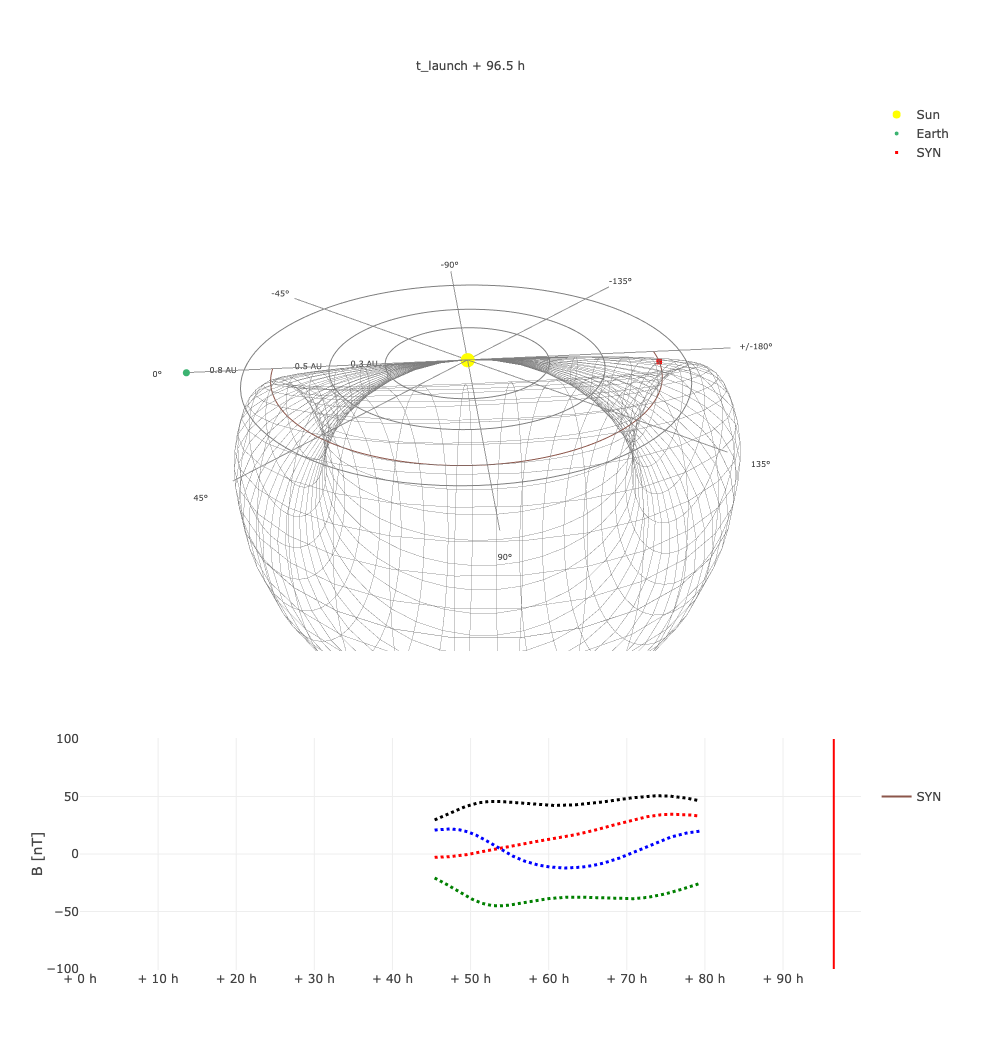 t_launch + 96.5 h
Sun
Earth
SYN
-90°
-135°
-45°
+/-180°
0°
0.8 AU
0.5 AU
0.3 AU
135°
45°
90°
100
50
0
−50
−100
B [nT]
+ 0 h
+ 10 h
+ 20 h
+ 30 h
+ 40 h
+ 50 h
+ 60 h
+ 70 h
+ 80 h
+ 90 h
SYN